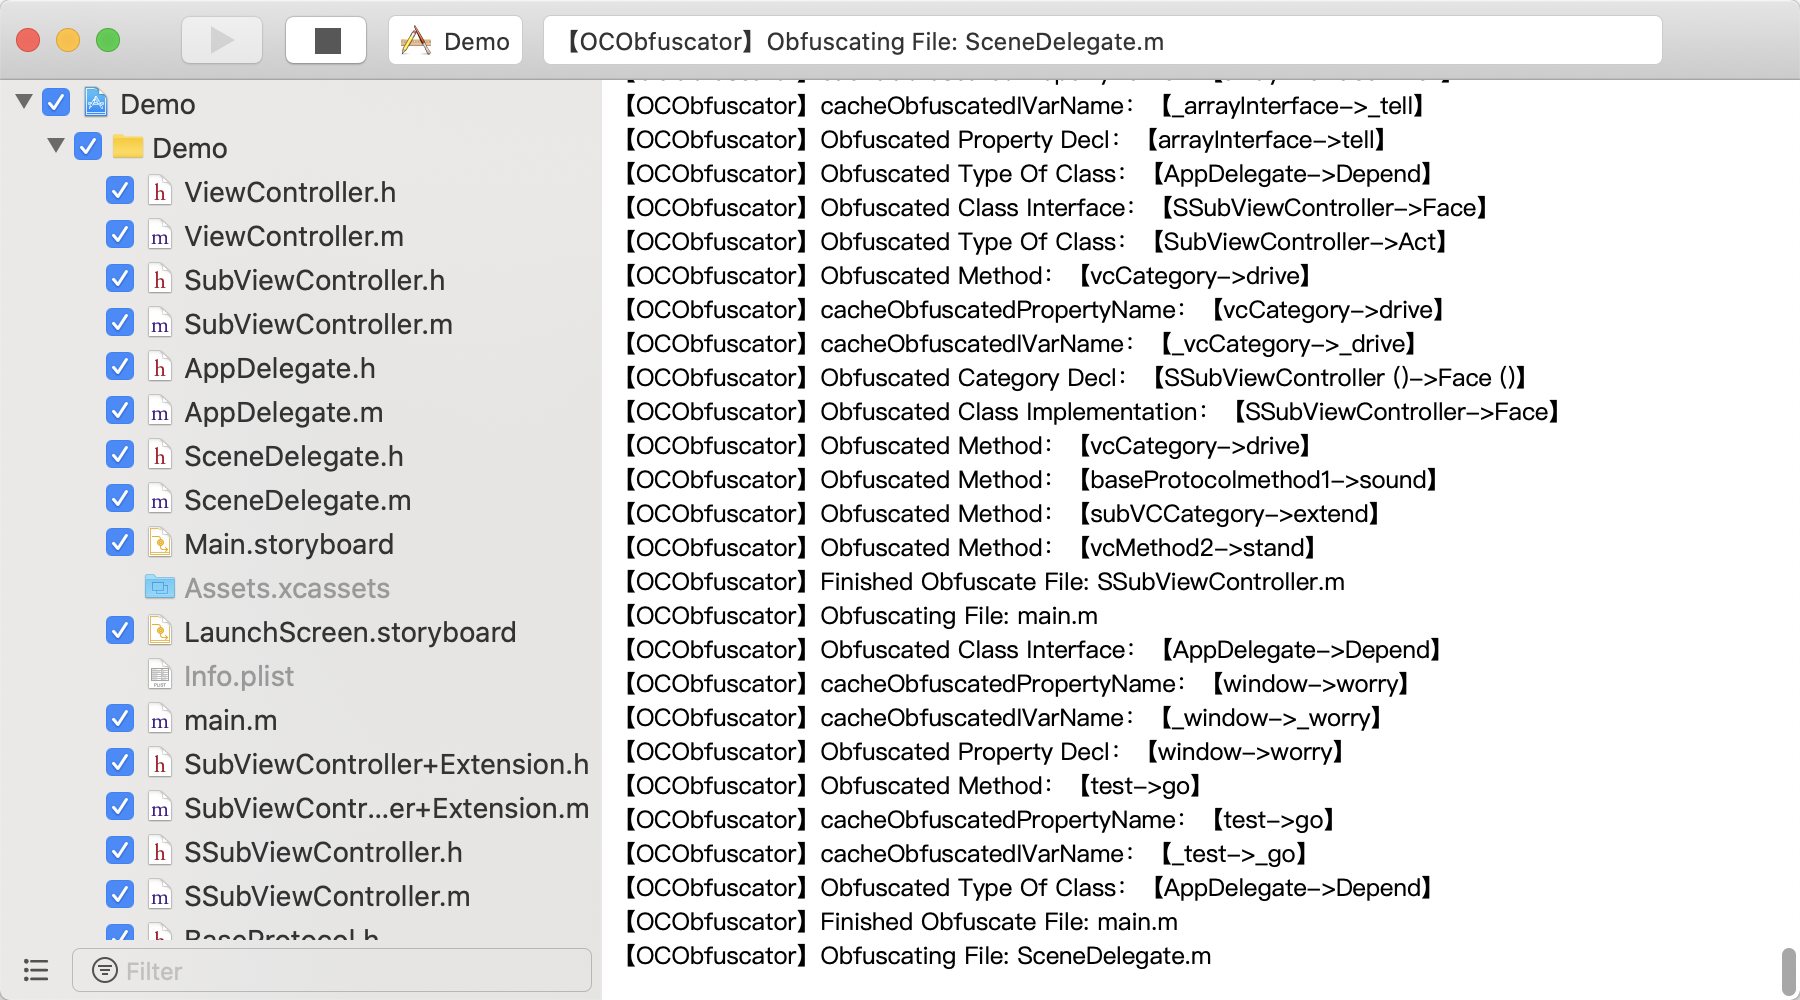 Demo
【OCObfuscator】Obfuscating File: SceneDelegate.m
Demo
Demo
h ViewController.h
m ViewController.m
h SubViewController.h
m SubViewController.m
h AppDelegate.h
m AppDelegate.m
h SceneDelegate.h
m SceneDelegate.m
Main.storyboard
Assets.xcassets
LaunchScreen.storyboard
PLIST Info.plist
m main.m
h SubViewController+Extension.h
m SubViewContr...er+Extension.m
h SSubViewController.h
m SSubViewController.m
h BaseProtocol.h
Filter
【OCObfuscator】cacheObfuscatedIVarName: 【_arrayInterface->_tell】
【OCObfuscator】Obfuscated Property Decl: 【arrayInterface->tell】
【OCObfuscator】Obfuscated Type Of Class: 【AppDelegate->Depend】
【OCObfuscator】Obfuscated Class Interface: 【SSubViewController->Face】
【OCObfuscator】Obfuscated Type Of Class: 【SubViewController->Act】
【OCObfuscator】Obfuscated Method: 【vcCategory->drive】
【OCObfuscator】cacheObfuscatedPropertyName: 【vcCategory->drive】
【OCObfuscator】cacheObfuscatedIVarName: 【_vcCategory->_drive】
【OCObfuscator】Obfuscated Category Decl: 【SSubViewController ()->Face ()】
【OCObfuscator】Obfuscated Class Implementation: 【SSubViewController->Face】
【OCObfuscator】Obfuscated Method: 【vcCategory->drive】
【OCObfuscator】Obfuscated Method: 【baseProtocolmethod1->sound】
【OCObfuscator】Obfuscated Method: 【subVCCategory->extend】
【OCObfuscator】Obfuscated Method: 【vcMethod2->stand】
【OCObfuscator】Finished Obfuscate File: SSubViewController.m
【OCObfuscator】Obfuscating File: main.m
【OCObfuscator】Obfuscated Class Interface: 【AppDelegate->Depend】
【OCObfuscator】cacheObfuscatedPropertyName: 【window->worry】
【OCObfuscator】cacheObfuscatedIVarName: 【_window->_worry】
【OCObfuscator】Obfuscated Property Decl: 【window->worry】
【OCObfuscator】Obfuscated Method: 【test->go】
【OCObfuscator】cacheObfuscatedPropertyName: 【test->go】
【OCObfuscator】cacheObfuscatedIVarName: 【_test->_go】
【OCObfuscator】Obfuscated Type Of Class: 【AppDelegate->Depend】
【OCObfuscator】Finished Obfuscate File: main.m
【OCObfuscator】Obfuscating File: SceneDelegate.m